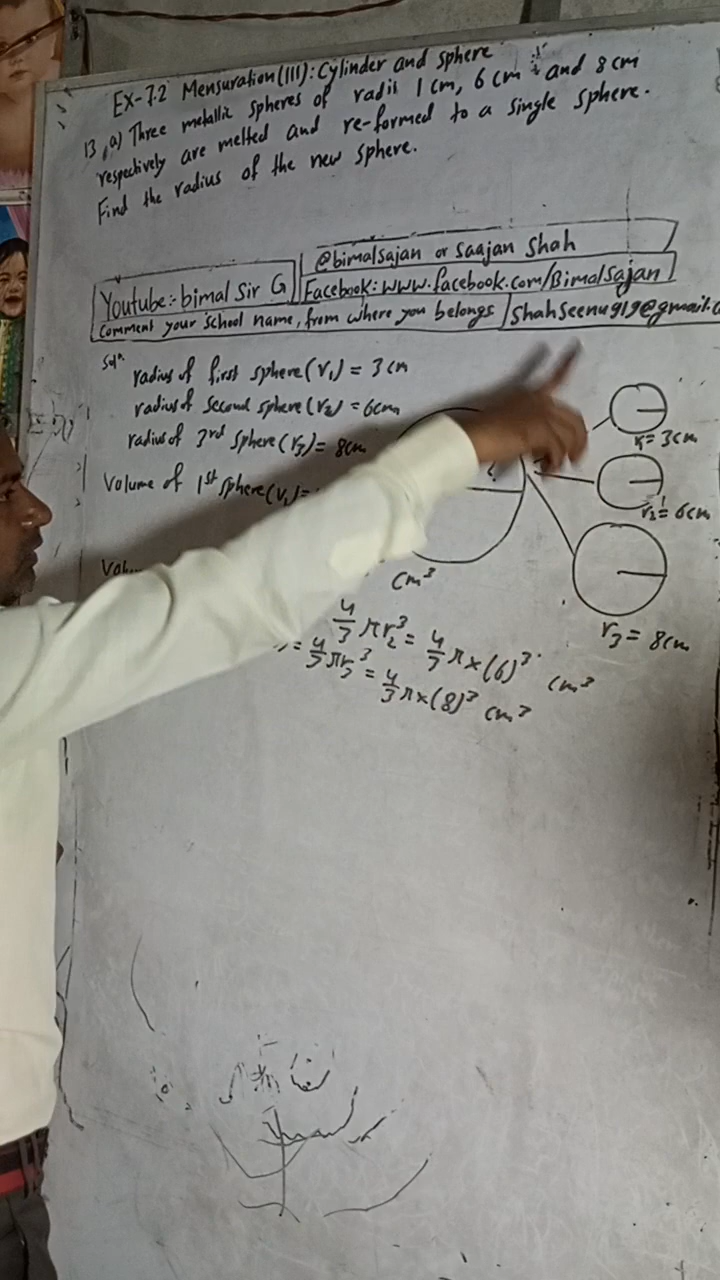 EX-7.2 Mensuration(III):Cylinder and sphere
13, a) Three metallic spheres of radii 1 cm, 6 cm and 8 cm
respectively are melted and re-formed to a single sphere.
Find the radius of the new sphere.
@bimalsajan or Saajan Shah
Youtube:- bimal Sir G
Facebook: www.facebook.com/Bimalsajan
Comment your school name, from where you belongs
Shahseenu919@gmail.c
Solⁿ.
radius of first sphere(r₁) = 3cm
radius of second sphere(r₂) = 6cm
radius of 3rd sphere(r₃)= 8cm
Volume of 1st sphere(v₁)=
r₁= 3cm
r₂= 6cm
r₃= 8cm
Vol
cm³
4/3 πr₂³ = 4/3 π×(6)³ cm³
= 4/3 πr₃³ = 4/3 π×(8)³ cm³